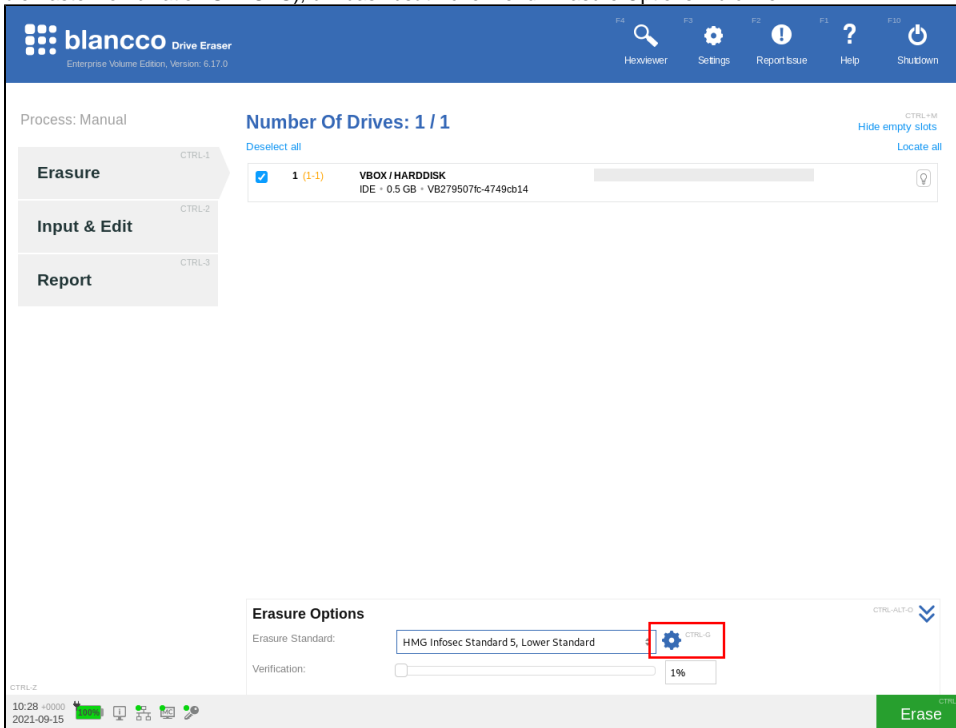 blancco Drive Eraser
Enterprise Volume Edition, Version: 6.17.0
F4 F3 F2 F1 F10
Hexviewer Settings Report Issue Help Shutdown
Process: Manual
Number Of Drives: 1 / 1
CTRL+M
Hide empty slots
Deselect all
Locate all
CTRL-1
Erasure
1 (1-1) VBOX / HARDDISK
IDE • 0.5 GB • VB279507fc-4749cb14
CTRL-2
Input & Edit
CTRL-3
Report
Erasure Options
CTRL-ALT-O
Erasure Standard:
HMG Infosec Standard 5, Lower Standard
CTRL-G
Verification:
1%
CTRL-Z
10:28 +0000
2021-09-15
100%
MC
CTRL
Erase